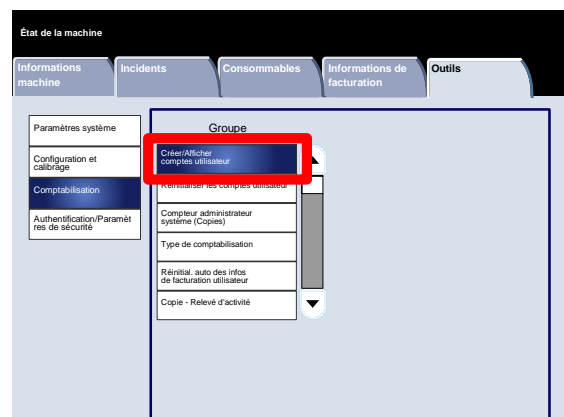 État de la machine
Informations
machine
Incidents
Consommables
Informations de
facturation
Outils
Paramètres système
Configuration et
calibrage
Comptabilisation
Authentification/Paramèt
res de sécurité
Groupe
Créer/Afficher
comptes utilisateur
Réinitialiser les comptes utilisateur
Compteur administrateur
système (Copies)
Type de comptabilisation
Réinitial. auto des infos
de facturation utilisateur
Copie - Relevé d'activité